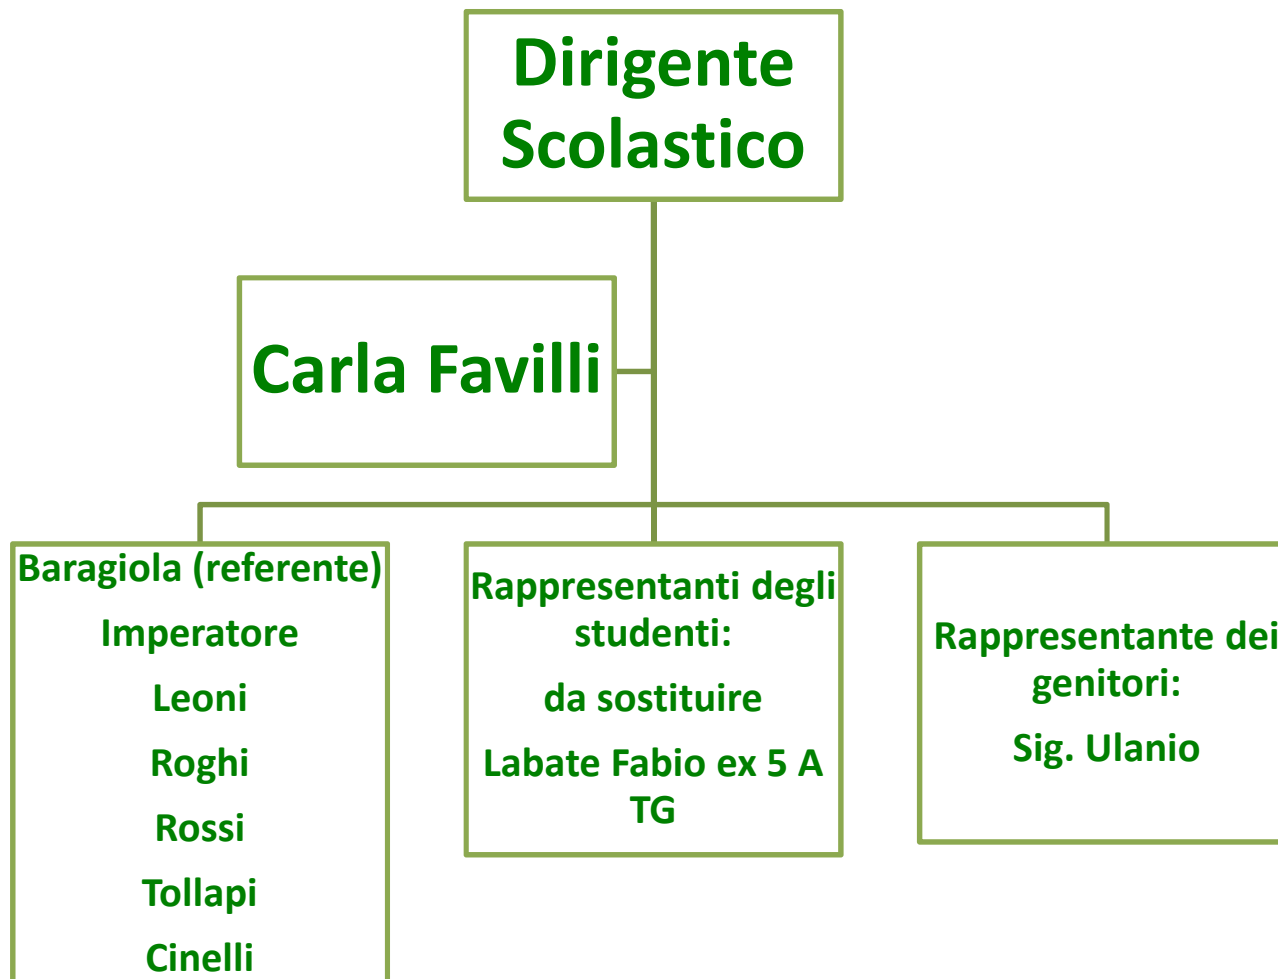 Dirigente
Scolastico
Carla Favilli
Baragiola (referente)
Imperatore
Leoni
Roghi
Rossi
Tollapi
Cinelli
Rappresentanti degli
studenti:
da sostituire
Labate Fabio ex 5 A
TG
Rappresentante dei
genitori:
Sig. Ulanio